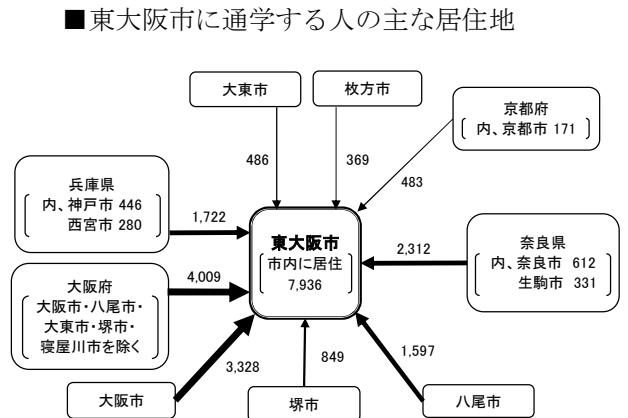 ■東大阪市に通学する人の主な居住地
大東市
枚方市
京都府
内、京都市 171
486
369
483
兵庫県
内、神戸市 446
西宮市 280
1,722
東大阪市
市内に居住
7,936
2,312
奈良県
内、奈良市 612
生駒市 331
大阪府
大阪市・八尾市・
大東市・堺市・
寝屋川市を除く
4,009
3,328
849
1,597
大阪市
堺市
八尾市